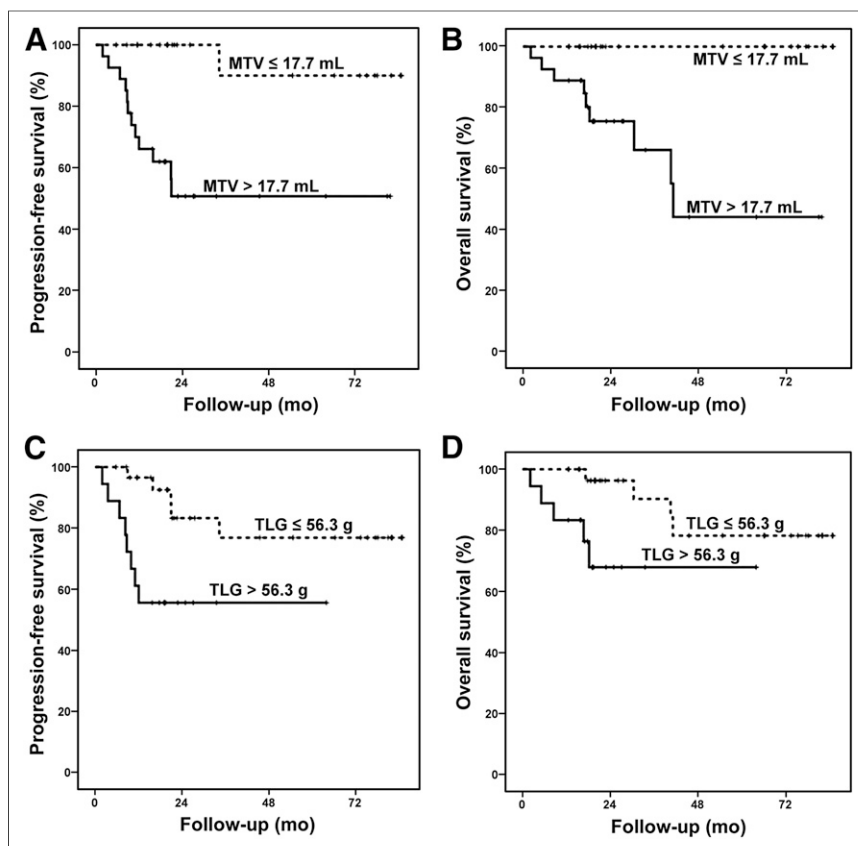 A
Progression-free survival (%)
100
80
60
40
20
0
MTV ≤ 17.7 mL
MTV > 17.7 mL
0 24 48 72
Follow-up (mo)
B
Overall survival (%)
100
80
60
40
20
0
MTV ≤ 17.7 mL
MTV > 17.7 mL
0 24 48 72
Follow-up (mo)
C
Progression-free survival (%)
100
80
60
40
20
0
TLG ≤ 56.3 g
TLG > 56.3 g
0 24 48 72
Follow-up (mo)
D
Overall survival (%)
100
80
60
40
20
0
TLG ≤ 56.3 g
TLG > 56.3 g
0 24 48 72
Follow-up (mo)